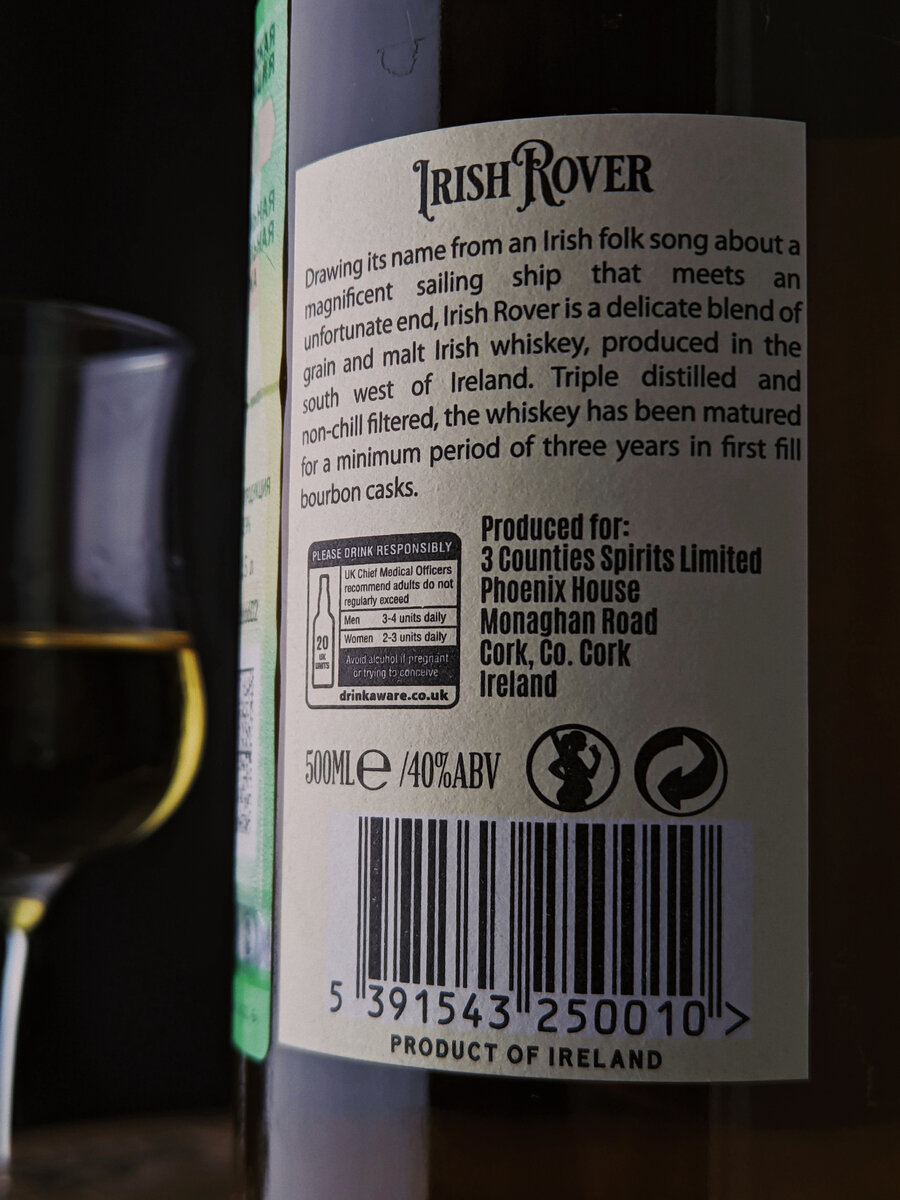 IRISH ROVER
Drawing its name from an Irish folk song about a
magnificent sailing ship that meets an
unfortunate end, Irish Rover is a delicate blend of
grain and malt Irish whiskey, produced in the
south west of Ireland. Triple distilled and
non-chill filtered, the whiskey has been matured
for a minimum period of three years in first fill
bourbon casks.
PLEASE DRINK RESPONSIBLY
UK Chief Medical Officers
recommend adults do not
regularly exceed
Men 3-4 units daily
Women 2-3 units daily
20
UK
UNITS
Avoid alcohol if pregnant
or trying to conceive
drinkaware.co.uk
Produced for:
3 Counties Spirits Limited
Phoenix House
Monaghan Road
Cork, Co. Cork
Ireland
500ML℮ /40%ABV
5 391543 250010 >
PRODUCT OF IRELAND